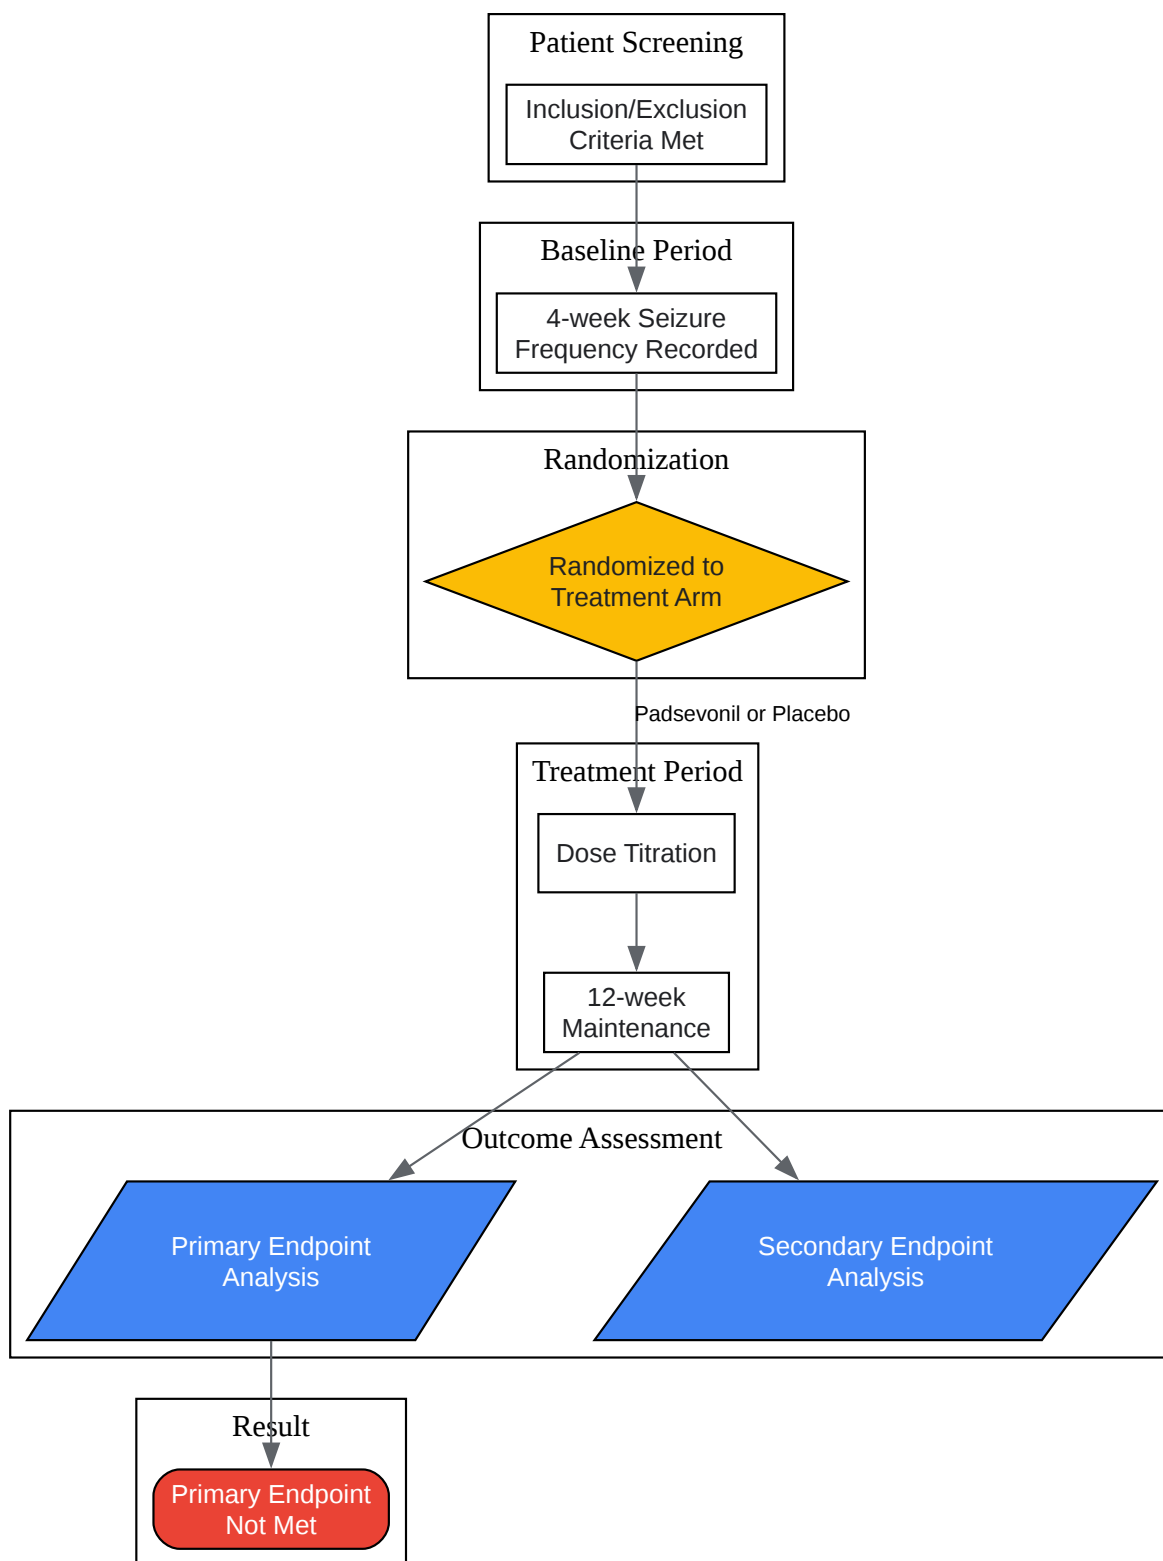 Patient Screening
Inclusion/Exclusion
Criteria Met
Baseline Period
4-week Seizure
Frequency Recorded
Randomization
Randomized to
Treatment Arm
Padsevonil or Placebo
Treatment Period
Dose Titration
12-week
Maintenance
Outcome Assessment
Primary Endpoint
Analysis
Secondary Endpoint
Analysis
Result
Primary Endpoint
Not Met